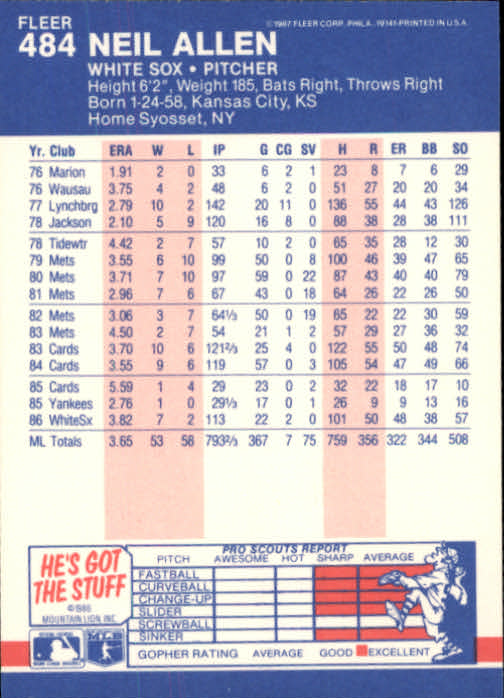 FLEER
©1987 FLEER CORP. PHILA. 19141-PRINTED IN U.S.A.
484 NEIL ALLEN
WHITE SOX • PITCHER
Height 6'2", Weight 185, Bats Right, Throws Right
Born 1-24-58, Kansas City, KS
Home Syosset, NY
Yr. Club ERA W L IP G CG SV H R ER BB SO
76 Marion 1.91 2 0 33 6 2 1 23 8 7 6 29
76 Wausau 3.75 4 2 48 6 2 0 51 27 20 20 34
77 Lynchbrg 2.79 10 2 142 20 11 0 136 55 44 43 126
78 Jackson 2.10 5 9 120 16 8 0 88 38 28 38 111
78 Tidewtr 4.42 2 7 57 10 2 0 65 35 28 12 30
79 Mets 3.55 6 10 99 50 0 8 100 46 39 47 65
80 Mets 3.71 7 10 97 59 0 22 87 43 40 40 79
81 Mets 2.96 7 6 67 43 0 18 64 26 22 26 50
82 Mets 3.06 3 7 64⅓ 50 0 19 65 22 22 30 59
83 Mets 4.50 2 7 54 21 1 2 57 29 27 36 32
83 Cards 3.70 10 6 121⅔ 25 4 0 122 55 50 48 74
84 Cards 3.55 9 6 119 57 0 3 105 54 47 49 66
85 Cards 5.59 1 4 29 23 0 2 32 22 18 17 10
85 Yankees 2.76 1 0 29⅓ 17 0 1 26 9 9 13 16
86 WhiteSx 3.82 7 2 113 22 2 0 101 50 48 38 57
ML Totals 3.65 53 58 793⅔ 367 7 75 759 356 322 344 508
HE'S GOT
THE STUFF
©1986
MOUNTAIN LION INC.
PRO SCOUTS REPORT
PITCH AWESOME HOT SHARP AVERAGE
FASTBALL
CURVEBALL
CHANGE-UP
SLIDER
SCREWBALL
SINKER
GOPHER RATING AVERAGE GOOD EXCELLENT
MLB